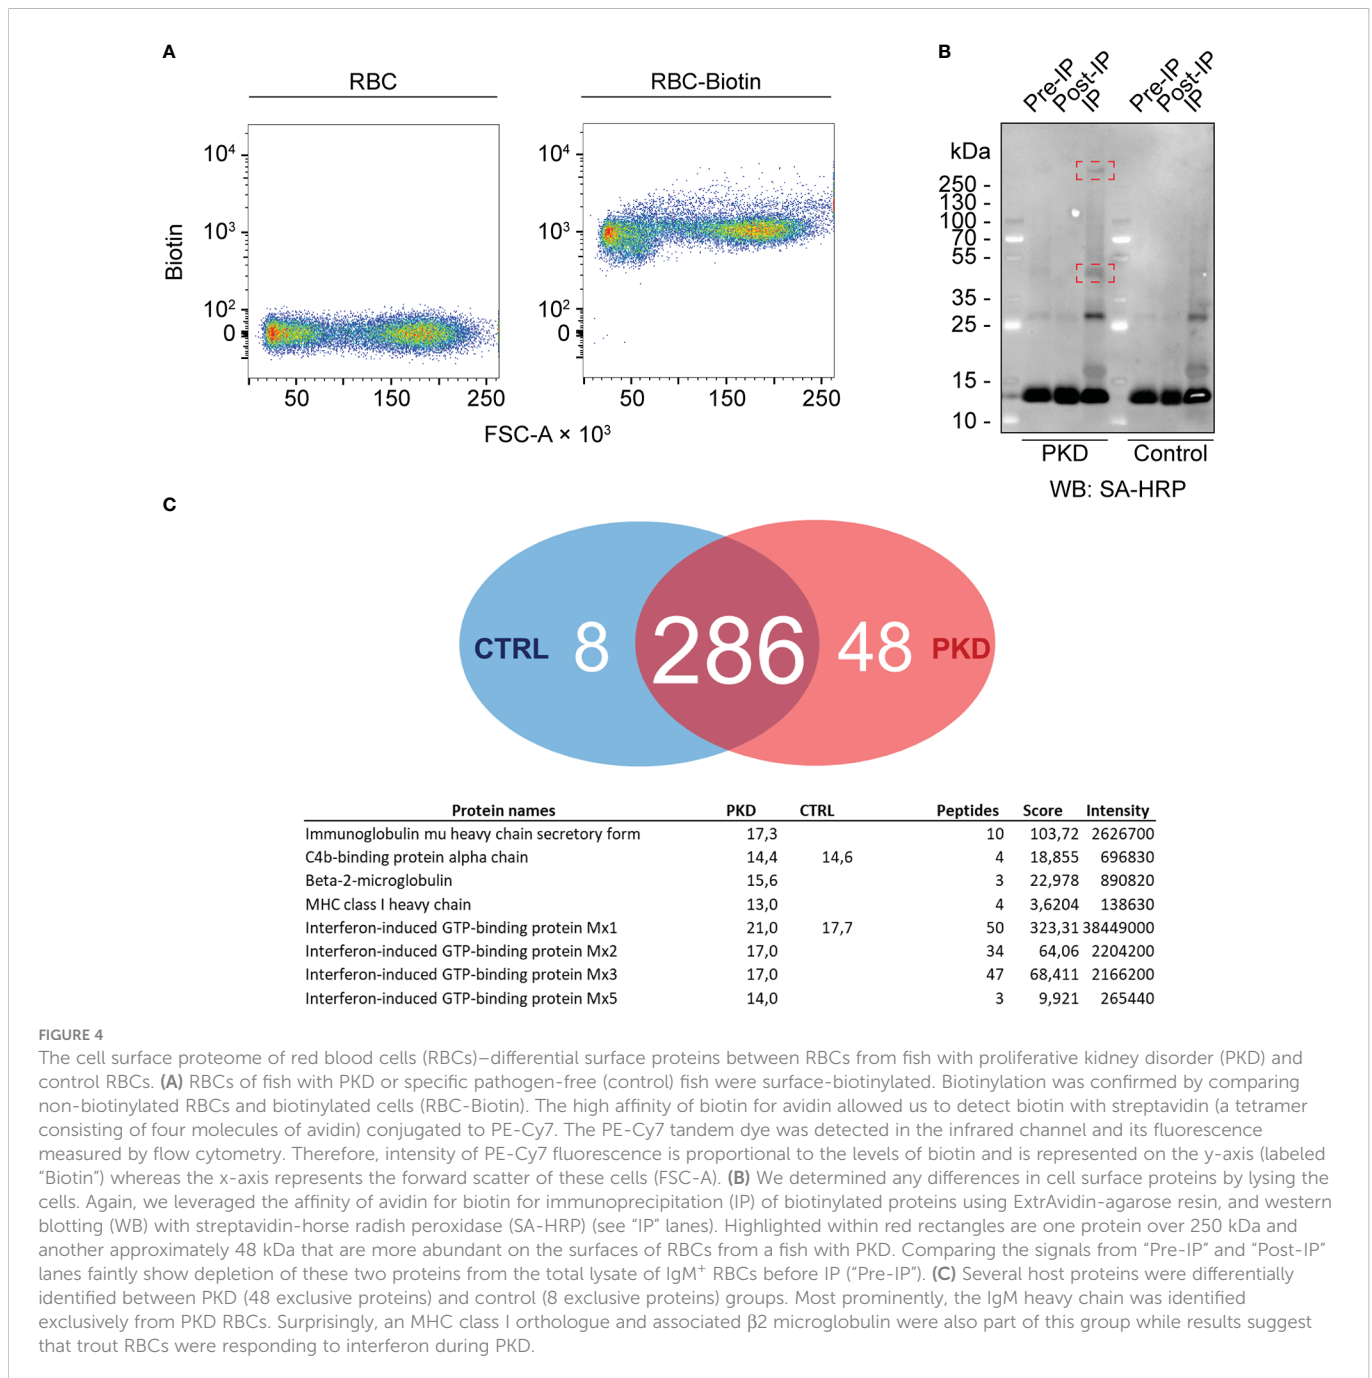 A
RBC
RBC-Biotin
Biotin
10⁴
10³
10²
0
50
150
250
10⁴
10³
10²
0
50
150
250
FSC-A × 10³
B
Pre-IP
Post-IP
IP
Pre-IP
Post-IP
IP
kDa
250 -
130 -
100 -
70 -
55 -
35 -
25 -
15 -
10 -
PKD
Control
WB: SA-HRP
C
CTRL 8 286 48 PKD
Protein names PKD CTRL Peptides Score Intensity
Immunoglobulin mu heavy chain secretory form 17,3 10 103,72 2626700
C4b-binding protein alpha chain 14,4 14,6 4 18,855 696830
Beta-2-microglobulin 15,6 3 22,978 890820
MHC class I heavy chain 13,0 4 3,6204 138630
Interferon-induced GTP-binding protein Mx1 21,0 17,7 50 323,31 38449000
Interferon-induced GTP-binding protein Mx2 17,0 34 64,06 2204200
Interferon-induced GTP-binding protein Mx3 17,0 47 68,411 2166200
Interferon-induced GTP-binding protein Mx5 14,0 3 9,921 265440
FIGURE 4
The cell surface proteome of red blood cells (RBCs)–differential surface proteins between RBCs from fish with proliferative kidney disorder (PKD) and
control RBCs. (A) RBCs of fish with PKD or specific pathogen-free (control) fish were surface-biotinylated. Biotinylation was confirmed by comparing
non-biotinylated RBCs and biotinylated cells (RBC-Biotin). The high affinity of biotin for avidin allowed us to detect biotin with streptavidin (a tetramer
consisting of four molecules of avidin) conjugated to PE-Cy7. The PE-Cy7 tandem dye was detected in the infrared channel and its fluorescence
measured by flow cytometry. Therefore, intensity of PE-Cy7 fluorescence is proportional to the levels of biotin and is represented on the y-axis (labeled
“Biotin”) whereas the x-axis represents the forward scatter of these cells (FSC-A). (B) We determined any differences in cell surface proteins by lysing the
cells. Again, we leveraged the affinity of avidin for biotin for immunoprecipitation (IP) of biotinylated proteins using ExtrAvidin-agarose resin, and western
blotting (WB) with streptavidin-horse radish peroxidase (SA-HRP) (see “IP” lanes). Highlighted within red rectangles are one protein over 250 kDa and
another approximately 48 kDa that are more abundant on the surfaces of RBCs from a fish with PKD. Comparing the signals from “Pre-IP” and “Post-IP”
lanes faintly show depletion of these two proteins from the total lysate of IgM⁺ RBCs before IP (“Pre-IP”). (C) Several host proteins were differentially
identified between PKD (48 exclusive proteins) and control (8 exclusive proteins) groups. Most prominently, the IgM heavy chain was identified
exclusively from PKD RBCs. Surprisingly, an MHC class I orthologue and associated β2 microglobulin were also part of this group while results suggest
that trout RBCs were responding to interferon during PKD.